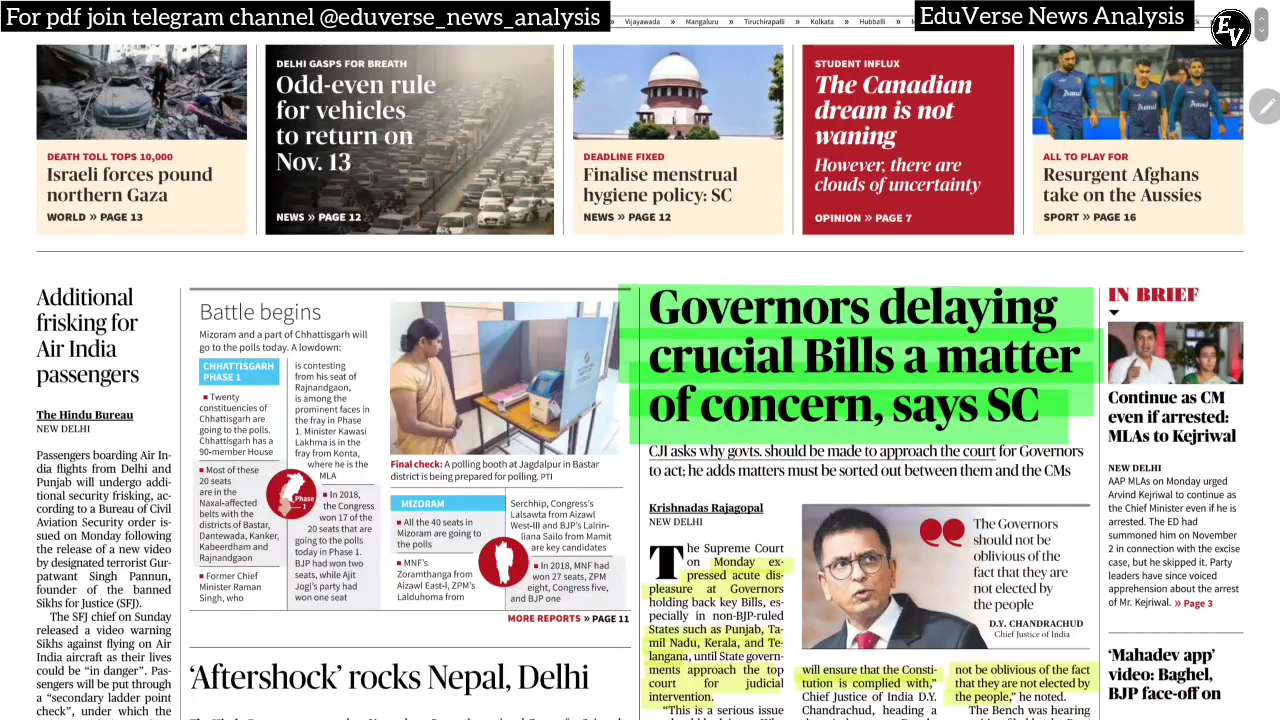 For pdf join telegram channel @eduverse_news_analysis
» Vijayawada » Mangaluru » Tiruchirapalli » Kolkata » Hubballi »
EduVerse News Analysis
EV
DEATH TOLL TOPS 10,000
Israeli forces pound
northern Gaza
WORLD » PAGE 13
DELHI GASPS FOR BREATH
Odd-even rule
for vehicles
to return on
Nov. 13
NEWS » PAGE 12
DEADLINE FIXED
Finalise menstrual
hygiene policy: SC
NEWS » PAGE 12
STUDENT INFLUX
The Canadian
dream is not
waning
However, there are
clouds of uncertainty
OPINION » PAGE 7
ALL TO PLAY FOR
Resurgent Afghans
take on the Aussies
SPORT » PAGE 16
Additional
frisking for
Air India
passengers
The Hindu Bureau
NEW DELHI
Passengers boarding Air In-
dia flights from Delhi and
Punjab will undergo addi-
tional security frisking, ac-
cording to a Bureau of Civil
Aviation Security order is-
sued on Monday following
the release of a new video
by designated terrorist Gur-
patwant Singh Pannun,
founder of the banned
Sikhs for Justice (SFJ).
The SFJ chief on Sunday
released a video warning
Sikhs against flying on Air
India aircraft as their lives
could be "in danger". Pas-
sengers will be put through
a "secondary ladder point
check", under which the
Battle begins
Mizoram and a part of Chhattisgarh will
go to the polls today. A lowdown:
CHHATTISGARH
PHASE 1
■ Twenty
constituencies of
Chhattisgarh are
going to the polls.
Chhattisgarh has a
90-member House
■ Most of these
20 seats
are in the
Naxal-affected
belts with the
districts of Bastar,
Dantewada, Kanker,
Kabeerdham and
Rajnandgaon
■ Former Chief
Minister Raman
Singh, who
is contesting
from his seat of
Rajnandgaon,
is among the
prominent faces in
the fray in Phase
1. Minister Kawasi
Lakhma is in the
fray from Konta,
where he is the
MLA
Phase
1
■ In 2018,
the Congress
won 17 of the
20 seats that are
going to the polls
today in Phase 1.
BJP had won two
seats, while Ajit
Jogi's party had
won one seat
Final check: A polling booth at Jagdalpur in Bastar
district is being prepared for polling. PTI
MIZORAM
■ All the 40 seats in
Mizoram are going to
the polls
■ MNF's
Zoramthanga from
Aizawl East-I, ZPM's
Lalduhoma from
Serchhip, Congress's
Lalsawta from Aizawl
West-III and BJP's Lalrin-
liana Sailo from Mamit
are key candidates
■ In 2018, MNF had
won 27 seats, ZPM
eight, Congress five,
and BJP one
MORE REPORTS » PAGE 11
'Aftershock' rocks Nepal, Delhi
Governors delaying
crucial Bills a matter
of concern, says SC
CJI asks why govts. should be made to approach the court for Governors
to act; he adds matters must be sorted out between them and the CMs
Krishnadas Rajagopal
NEW DELHI
The Supreme Court
on Monday ex-
pressed acute dis-
pleasure at Governors
holding back key Bills, es-
pecially in non-BJP-ruled
States such as Punjab, Ta-
mil Nadu, Kerala, and Te-
langana, until State govern-
ments approach the top
court for judicial
intervention.
"This is a serious issue
The Governors
should not be
oblivious of the
fact that they are
not elected by
the people
D.Y. CHANDRACHUD
Chief Justice of India
will ensure that the Consti-
tution is complied with,"
Chief Justice of India D.Y.
Chandrachud, heading a
not be oblivious of the fact
that they are not elected by
the people," he noted.
The Bench was hearing
IN BRIEF
Continue as CM
even if arrested:
MLAs to Kejriwal
NEW DELHI
AAP MLAs on Monday urged
Arvind Kejriwal to continue as
the Chief Minister even if he is
arrested. The ED had
summoned him on November
2 in connection with the excise
case, but he skipped it. Party
leaders have since voiced
apprehension about the arrest
of Mr. Kejriwal. » Page 3
'Mahadev app'
video: Baghel,
BJP face-off on